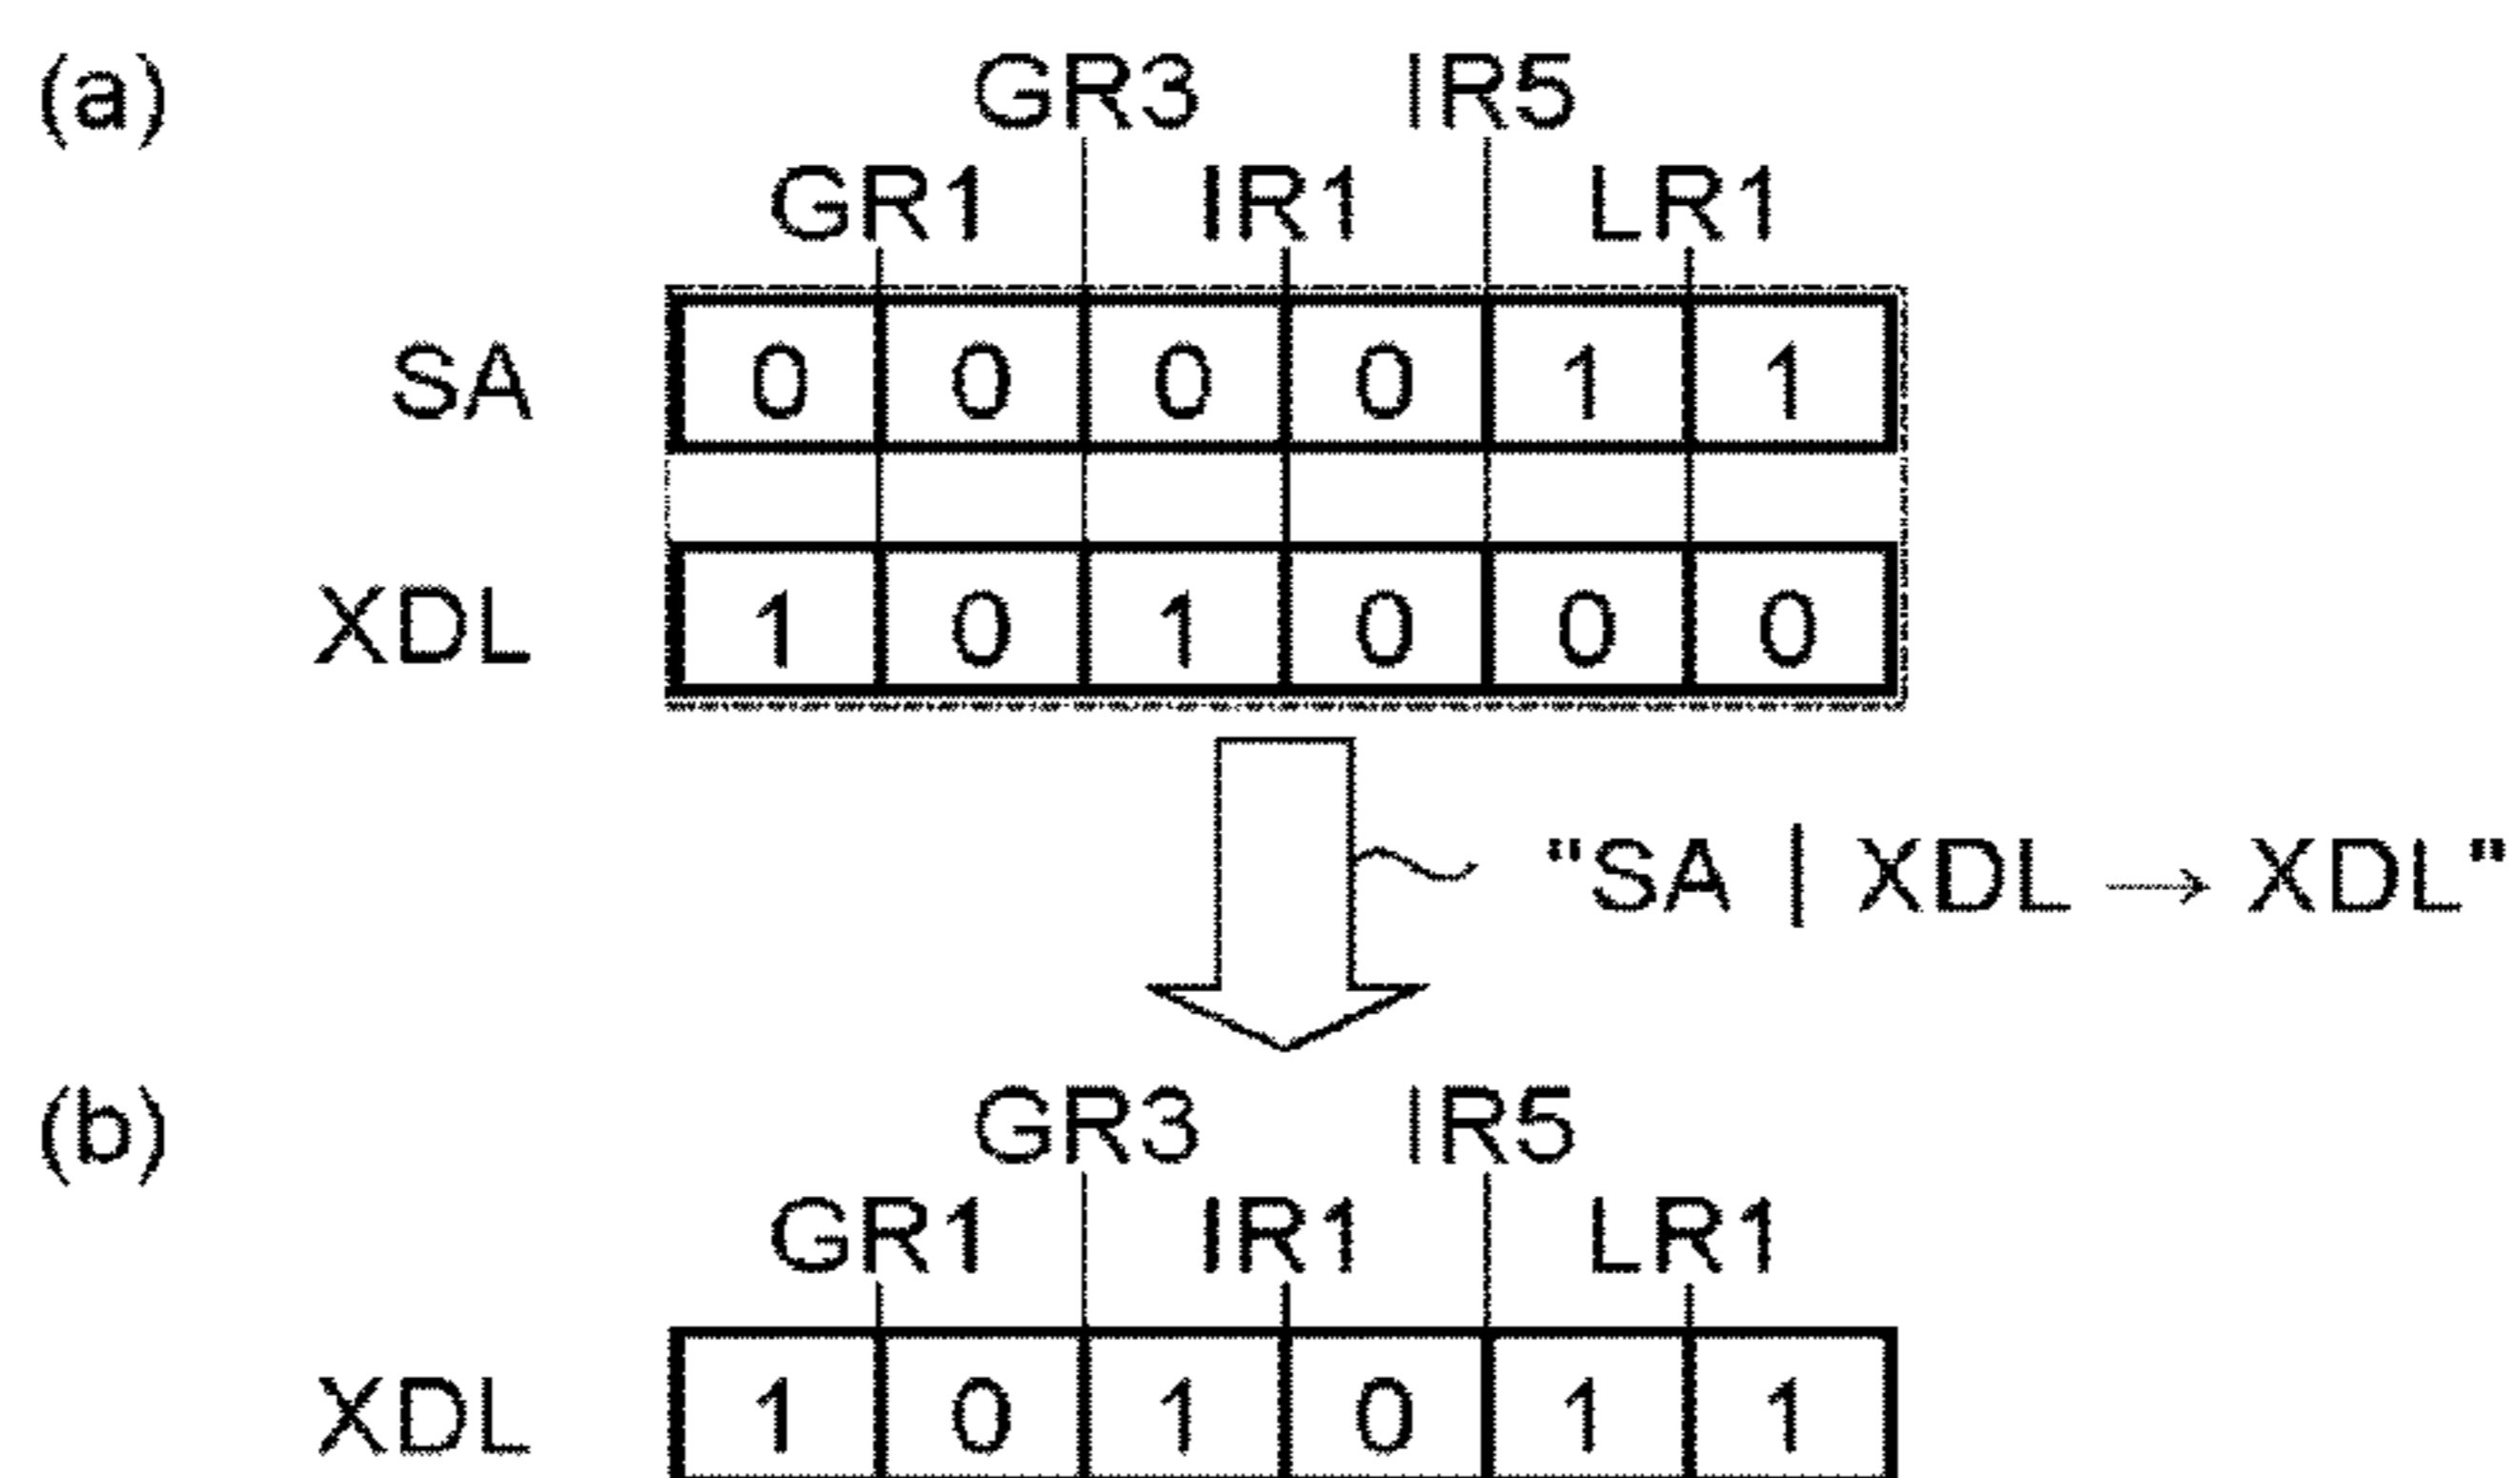 (a) GR3 IR5
GR1 IR1 LR1
SA 0 0 0 0 1 1
XDL 1 0 1 0 0 0
"SA | XDL → XDL"
(b) GR3 IR5
GR1 IR1 LR1
XDL 1 0 1 0 1 1